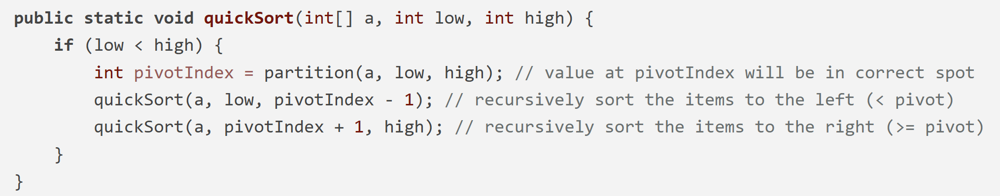 public static void quickSort(int[] a, int low, int high) {
    if (low < high) {
        int pivotIndex = partition(a, low, high); // value at pivotIndex will be in correct spot
        quickSort(a, low, pivotIndex - 1); // recursively sort the items to the left (< pivot)
        quickSort(a, pivotIndex + 1, high); // recursively sort the items to the right (>= pivot)
    }
}